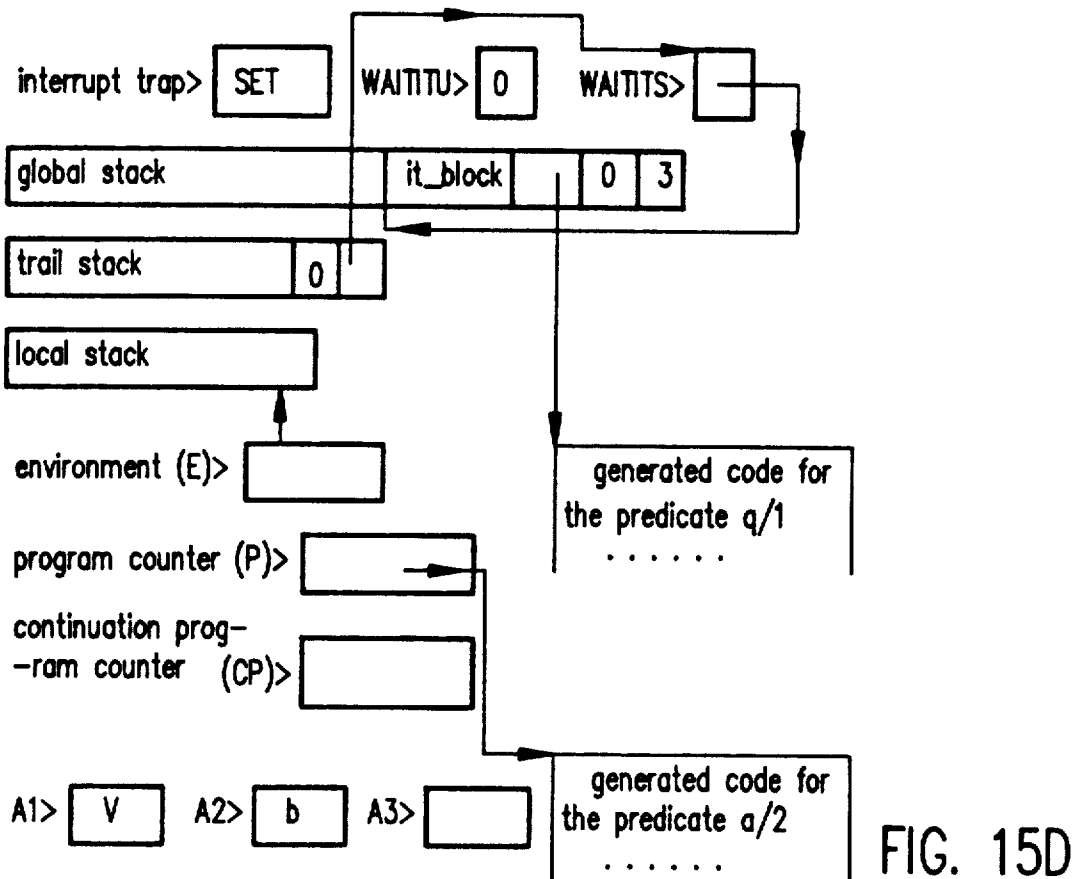 interrupt trap> SET WAITITU> 0 WAITITS>
global stack it_block 0 3
trail stack 0
local stack
environment (E)>
generated code for
the predicate q/1
. . . . . .
program counter (P)>
continuation prog-
-ram counter (CP)>
generated code for
the predicate a/2
. . . . . .
A1> V A2> b A3>
FIG. 15D